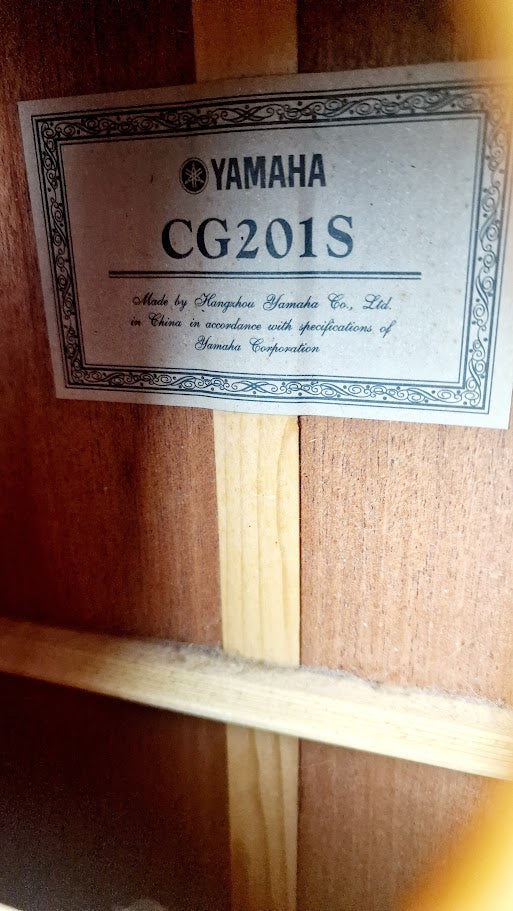 YAMAHA
CG201S
Made by Hangzhou Yamaha Co., Ltd.
in China in accordance with specifications of
Yamaha Corporation